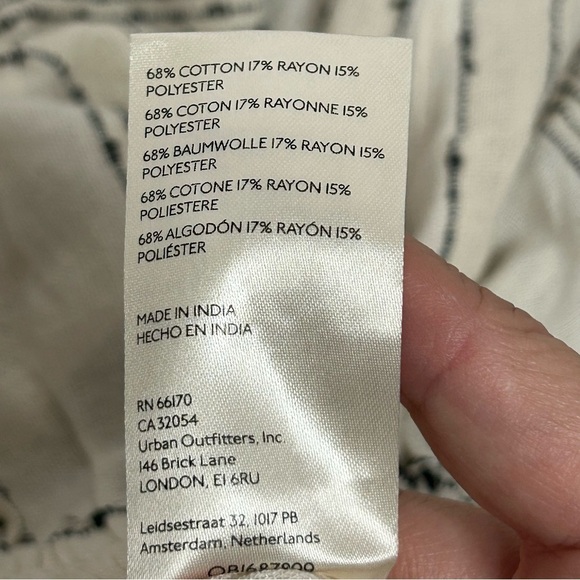 68% COTTON 17% RAYON 15%
POLYESTER
68% COTON 17% RAYONNE 15%
POLYESTER
68% BAUMWOLLE 17% RAYON 15%
POLYESTER
68% COTONE 17% RAYON 15%
POLIESTERE
68% ALGODÓN 17% RAYÓN 15%
POLIÉSTER
MADE IN INDIA
HECHO EN INDIA
RN 66170
CA 32054
Urban Outfitters, Inc.
146 Brick Lane
LONDON, E1 6RU
Leidsestraat 32, 1017 PB
Amsterdam, Netherlands